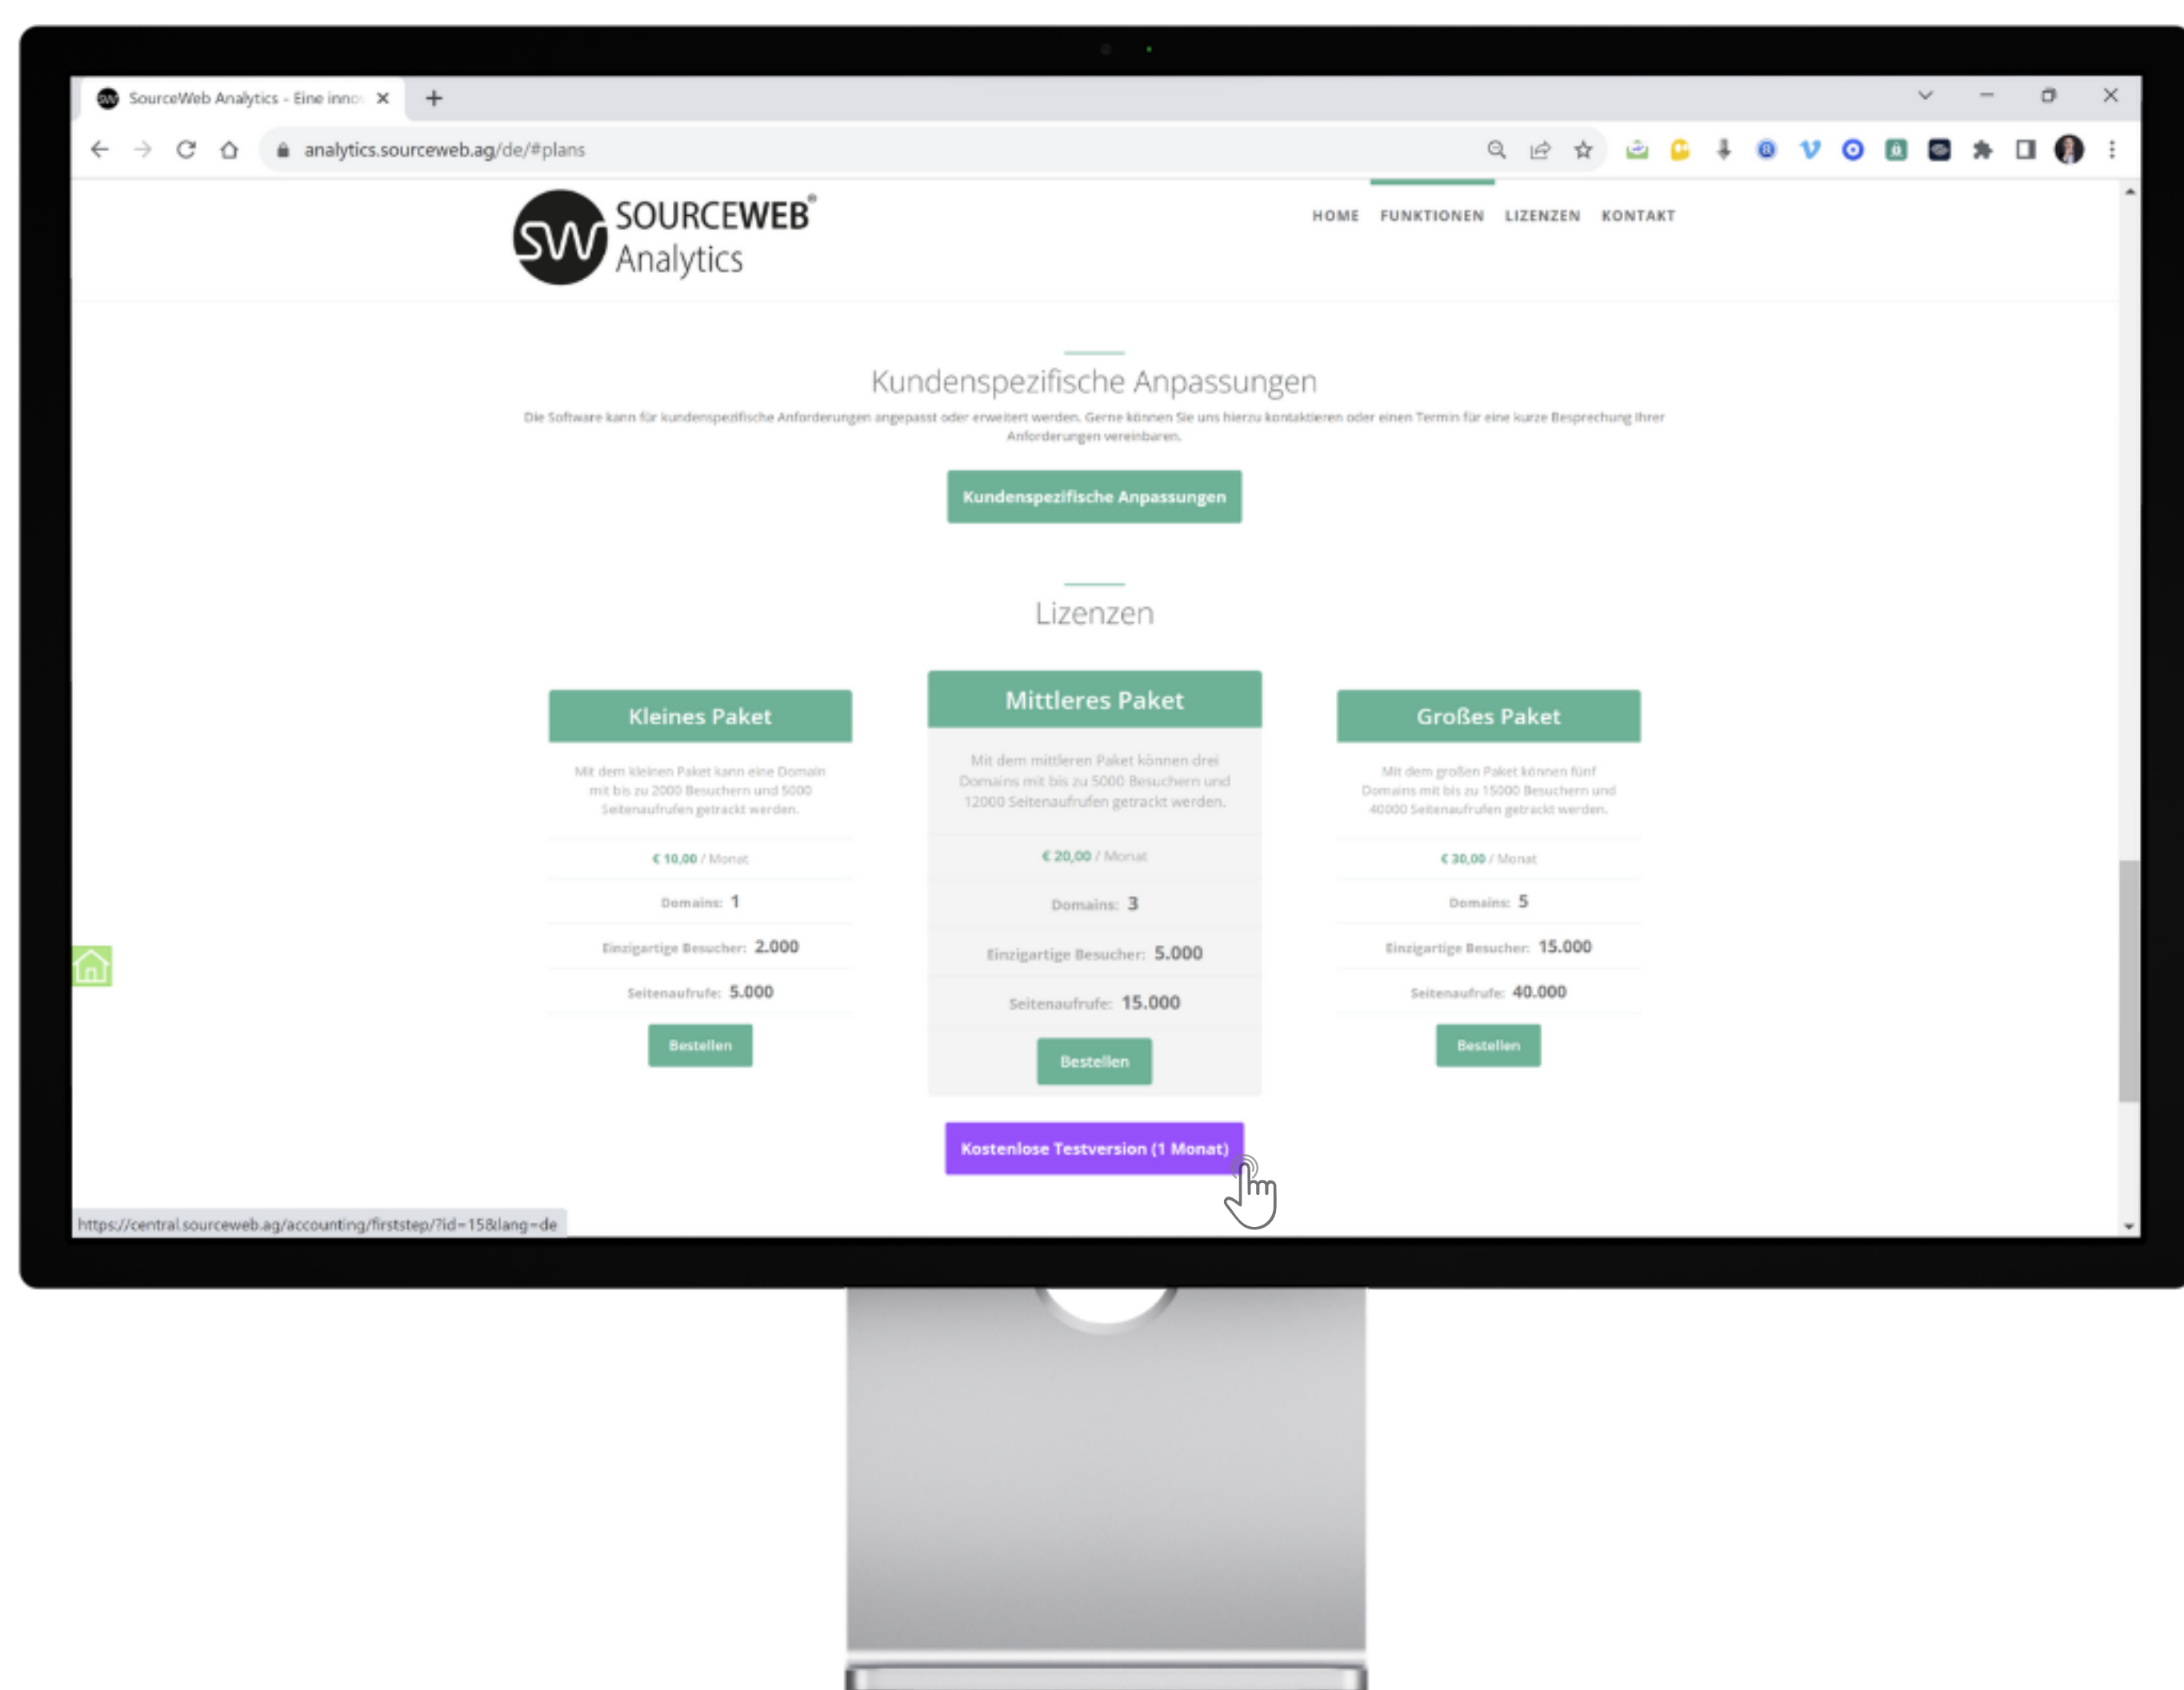 SourceWeb Analytics - Eine inno
analytics.sourceweb.ag/de/#plans
SW SOURCEWEB®
Analytics
HOME FUNKTIONEN LIZENZEN KONTAKT
Kundenspezifische Anpassungen
Die Software kann für kundenspezifische Anforderungen angepasst oder erweitert werden. Gerne können Sie uns hierzu kontaktieren oder einen Termin für eine kurze Besprechung Ihrer
Anforderungen vereinbaren.
Kundenspezifische Anpassungen
Lizenzen
Kleines Paket
Mit dem kleinen Paket kann eine Domain
mit bis zu 2000 Besuchern und 5000
Seitenaufrufen getrackt werden.
€ 10,00 / Monat
Domains: 1
Einzigartige Besucher: 2.000
Seitenaufrufe: 5.000
Bestellen
Mittleres Paket
Mit dem mittleren Paket können drei
Domains mit bis zu 5000 Besuchern und
12000 Seitenaufrufen getrackt werden.
€ 20,00 / Monat
Domains: 3
Einzigartige Besucher: 5.000
Seitenaufrufe: 15.000
Bestellen
Großes Paket
Mit dem großen Paket können fünf
Domains mit bis zu 15000 Besuchern und
40000 Seitenaufrufen getrackt werden.
€ 30,00 / Monat
Domains: 5
Einzigartige Besucher: 15.000
Seitenaufrufe: 40.000
Bestellen
Kostenlose Testversion (1 Monat)
https://central.sourceweb.ag/accounting/firststep/?id=15&lang=de